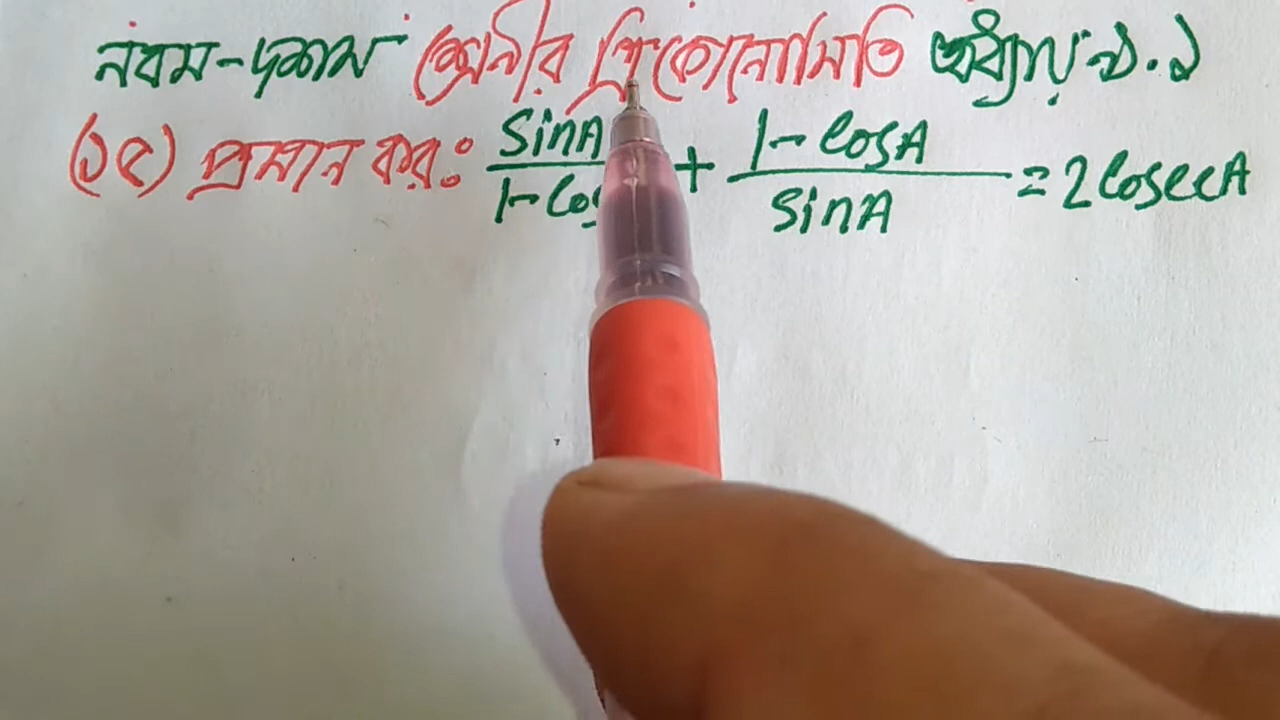 নবম-দশম শ্রেনীর ত্রিকোনোমিতি অধ্যায়-৯.১
(১৫) প্রমান কর: sinA/1-Cos + 1-CosA/sinA = 2CosecA